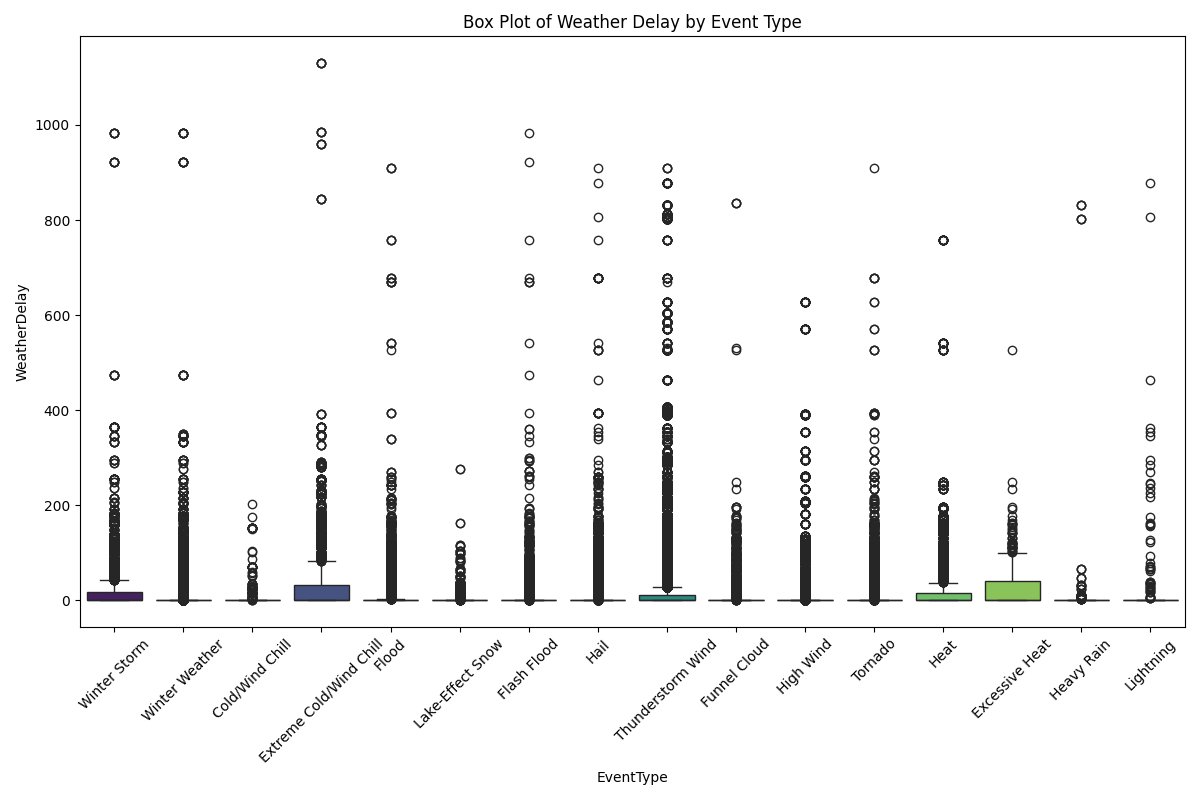 Box Plot of Weather Delay by Event Type
1000
800
600
400
200
0
WeatherDelay
Winter Storm
Winter Weather
Cold/Wind Chill
Extreme Cold/Wind Chill
Flood
Lake-Effect Snow
Flash Flood
Hail
Thunderstorm Wind
Funnel Cloud
High Wind
Tornado
Heat
Excessive Heat
Heavy Rain
Lightning
EventType